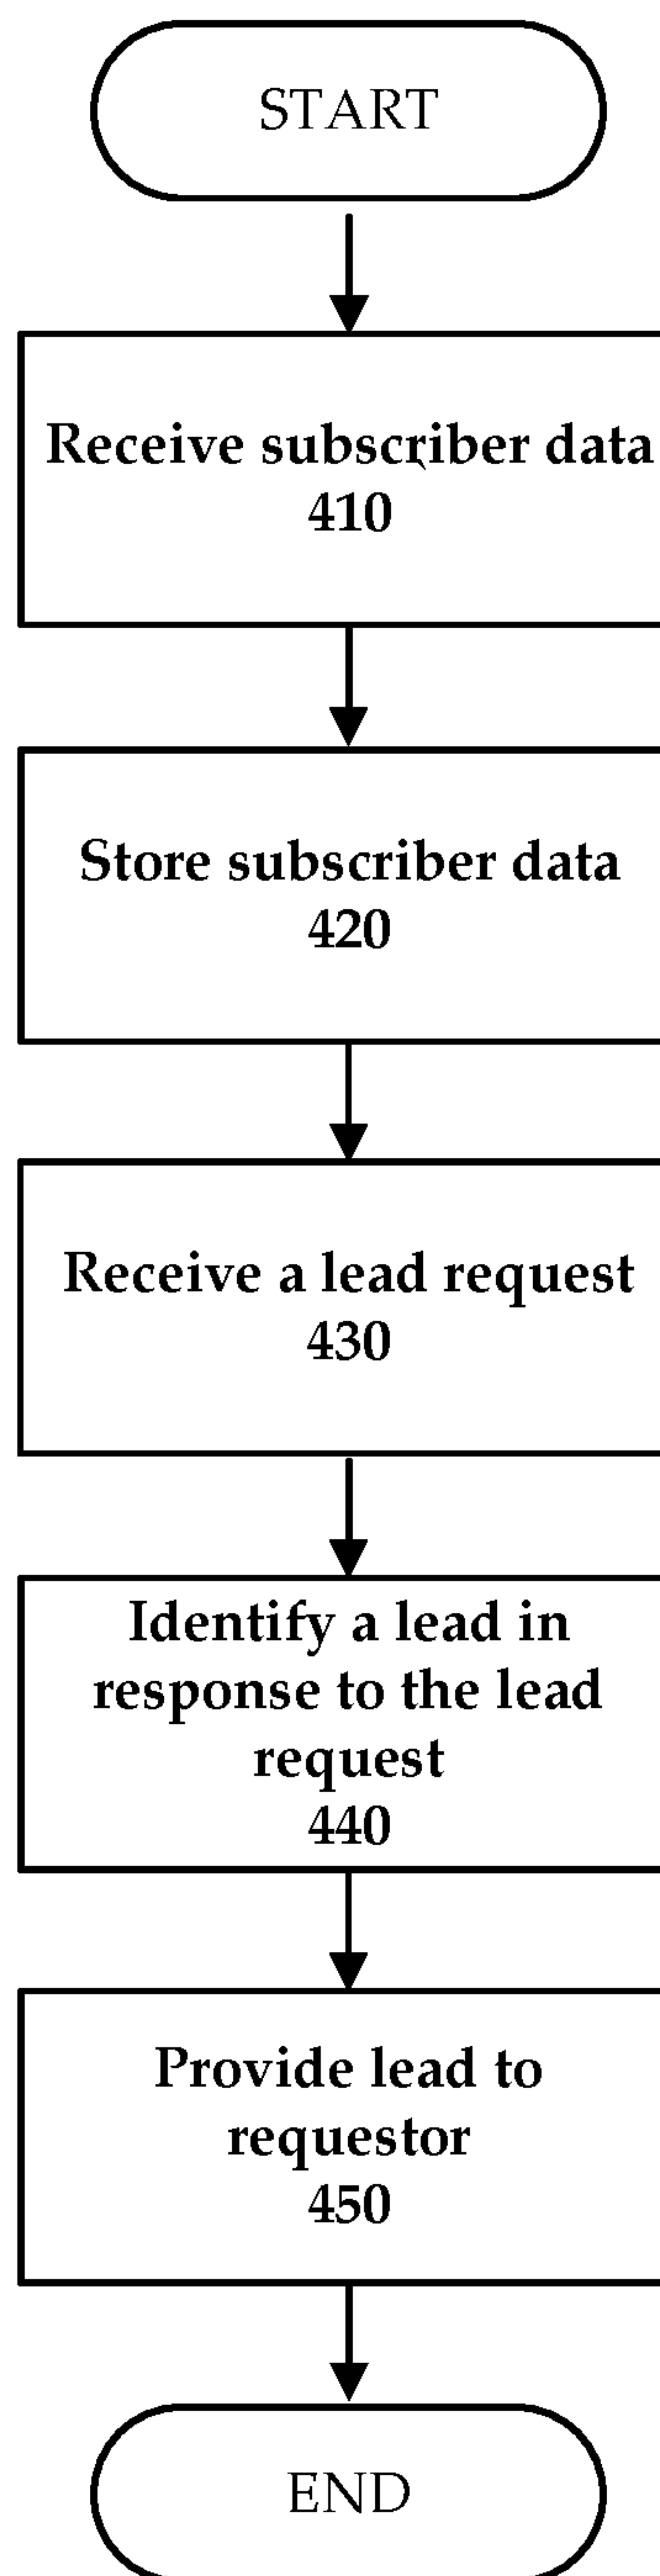 START
Receive subscriber data
410
Store subscriber data
420
Receive a lead request
430
Identify a lead in
response to the lead
request
440
Provide lead to
requestor
450
END